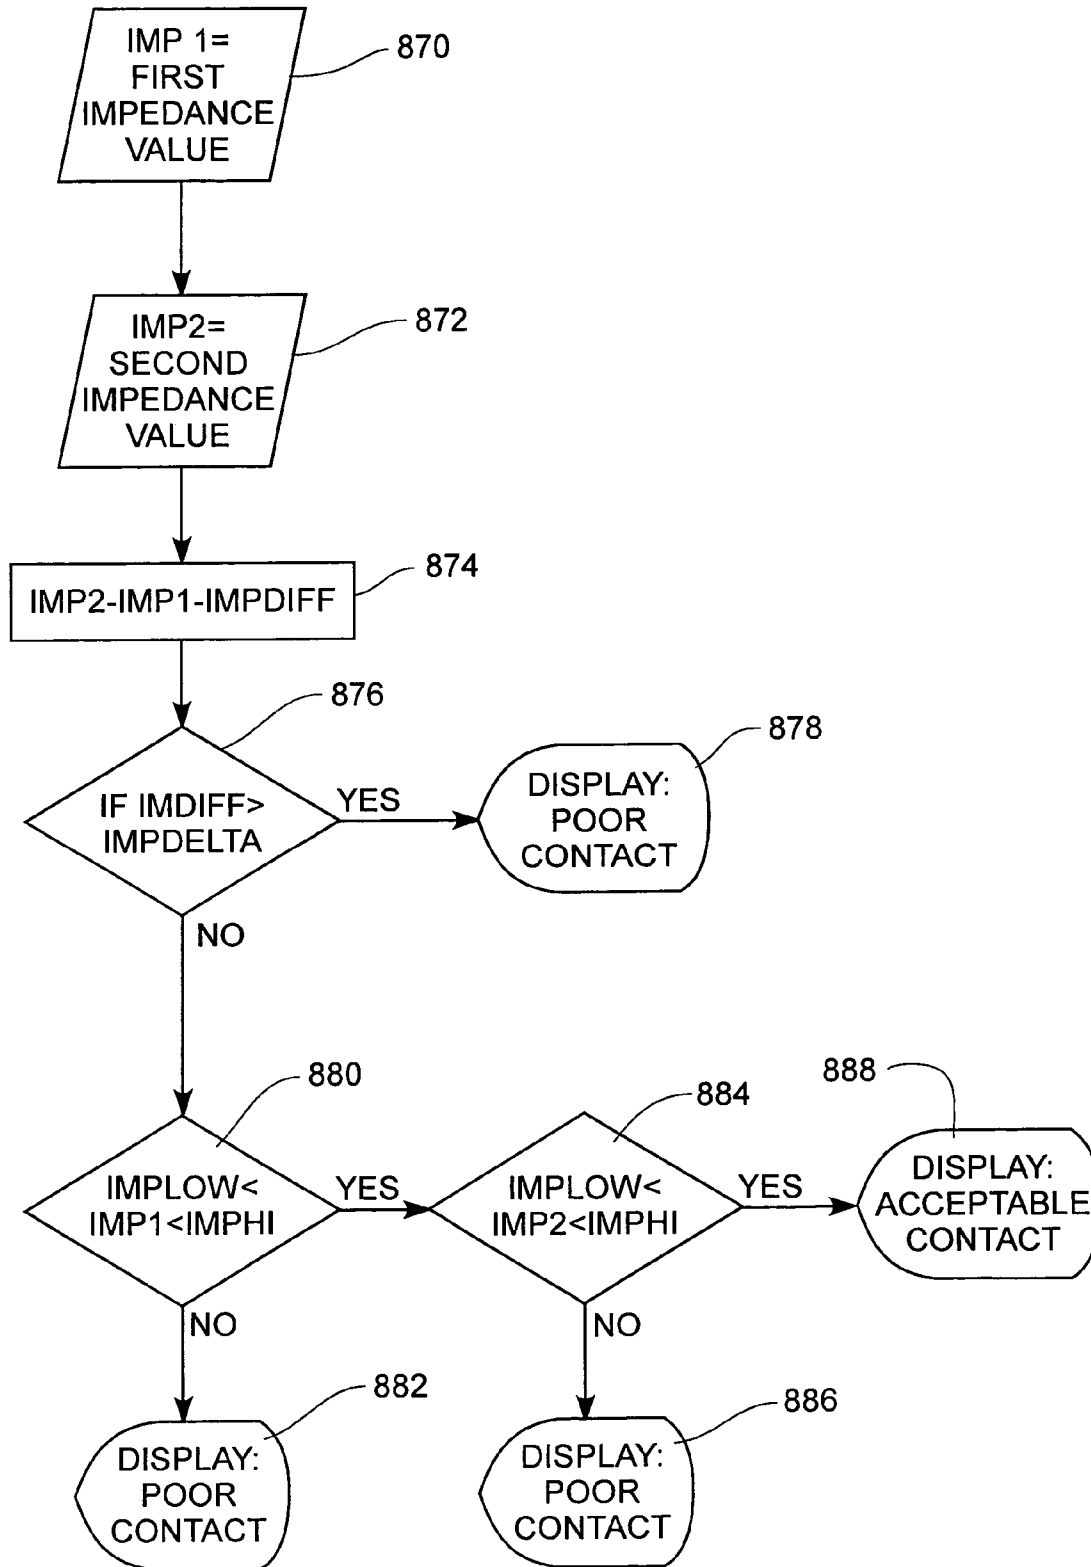 IMP 1=
FIRST
IMPEDANCE
VALUE
870
IMP2=
SECOND
IMPEDANCE
VALUE
872
IMP2-IMP1-IMPDIFF
874
IF IMDIFF>
IMPDELTA
876
YES
DISPLAY:
POOR
CONTACT
878
NO
IMPLOW<
IMP1<IMPHI
880
YES
IMPLOW<
IMP2<IMPHI
884
YES
DISPLAY:
ACCEPTABLE
CONTACT
888
NO
DISPLAY:
POOR
CONTACT
882
NO
DISPLAY:
POOR
CONTACT
886